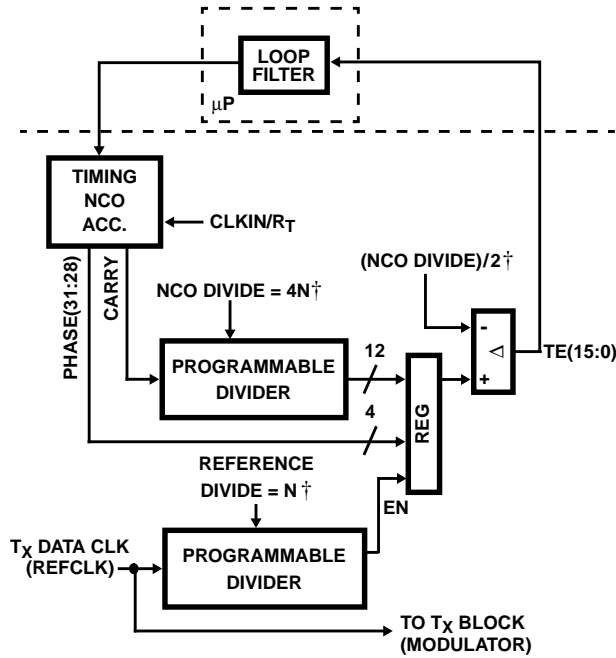 LOOP
FILTER
μP
TIMING
NCO
ACC.
CLKIN/RT
PHASE(31:28)
CARRY
(NCO DIVIDE)/2†
NCO DIVIDE = 4N†
-
Δ
+
TE(15:0)
PROGRAMMABLE
DIVIDER
12
4
REG
REFERENCE
DIVIDE = N†
EN
TX DATA CLK
(REFCLK)
PROGRAMMABLE
DIVIDER
TO TX BLOCK
(MODULATOR)